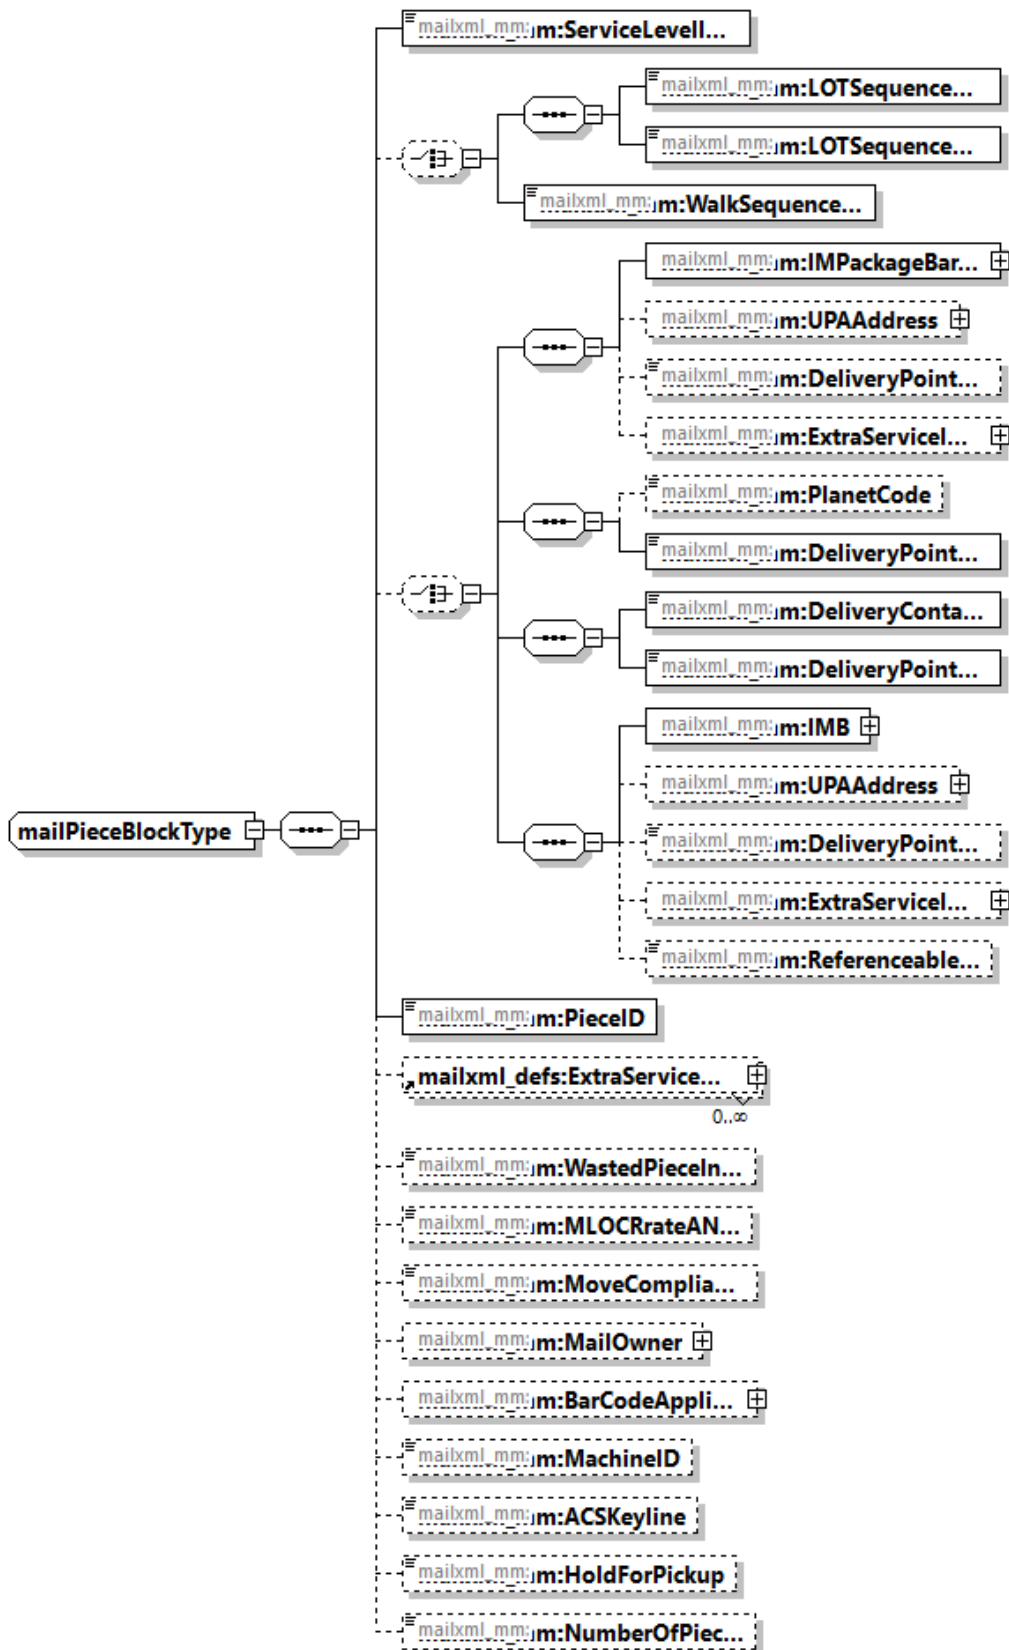 mailxml_mm:m:ServiceLevelI...
mailxml_mm:m:LOTSequence...
mailxml_mm:m:LOTSequence...
mailxml_mm:m:WalkSequence...
mailxml_mm:m:IMPackageBar...
mailxml_mm:m:UPAAddress
mailxml_mm:m:DeliveryPoint...
mailxml_mm:m:ExtraServiceI...
mailxml_mm:m:PlanetCode
mailxml_mm:m:DeliveryPoint...
mailxml_mm:m:DeliveryConta...
mailxml_mm:m:DeliveryPoint...
mailxml_mm:m:IMB
mailxml_mm:m:UPAAddress
mailPieceBlockType
mailxml_mm:m:DeliveryPoint...
mailxml_mm:m:ExtraServiceI...
mailxml_mm:m:Referenceable...
mailxml_mm:m:PieceID
mailxml_defs:ExtraService...
0..∞
mailxml_mm:m:WastedPieceIn...
mailxml_mm:m:MLOCRrateAN...
mailxml_mm:m:MoveComplia...
mailxml_mm:m:MailOwner
mailxml_mm:m:BarCodeAppli...
mailxml_mm:m:MachineID
mailxml_mm:m:ACSKeyline
mailxml_mm:m:HoldForPickup
mailxml_mm:m:NumberOfPiec...